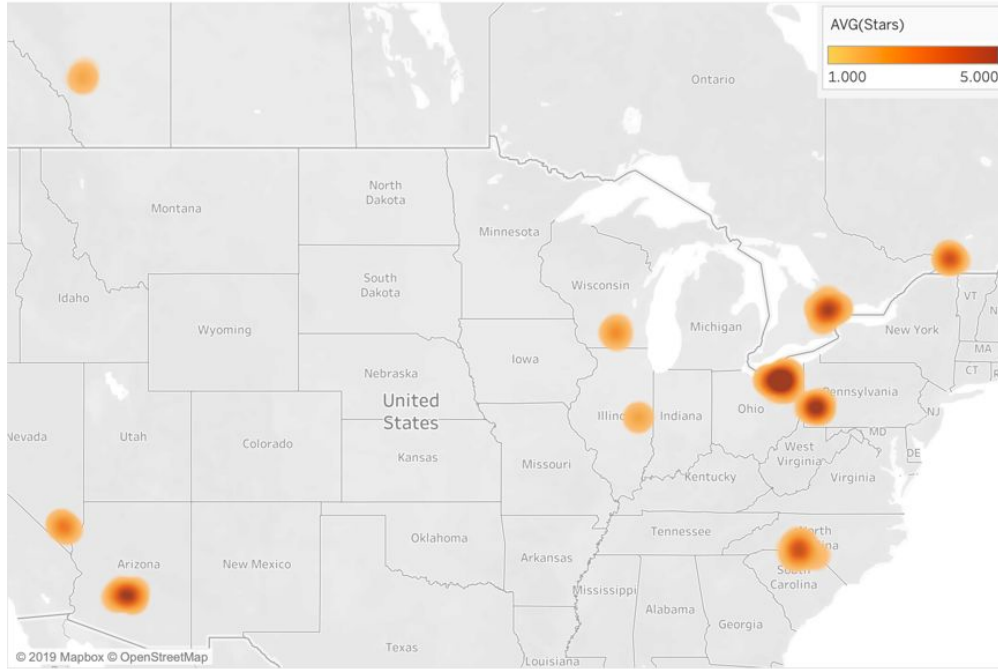 AVG(Stars)
1.000 5.000
Ontario
North
Dakota
Montana
Minnesota
South
Dakota
Wisconsin
Idaho
Michigan
VT
Wyoming
New York
MA
Iowa
CT
Nebraska
Pennsylvania
United
States
Ohio
Indiana
NJ
Nevada
Utah
Colorado
Kansas
Missouri
MD
West
Virginia
DE
Kentucky
Virginia
Oklahoma
Tennessee
North
Arizona
New Mexico
Arkansas
South
Carolina
Mississippi
Alabama
Georgia
Texas
© 2019 Mapbox © OpenStreetMap
Louisiana